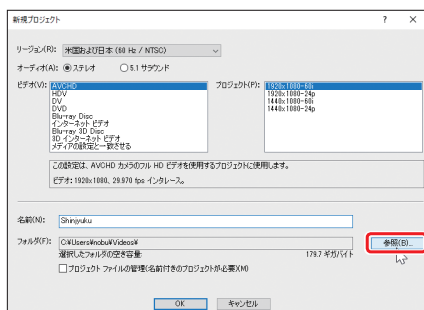 新規プロジェクト ? ×
リージョン(R): 米国および日本 (60 Hz / NTSC)
オーディオ(A): ステレオ 5.1 サラウンド
ビデオ(V): プロジェクト(P):
AVCHD 1920x1080-60i
HDV 1920x1080-24p
DV 1440x1080-60i
DVD 1440x1080-24p
Blu-ray Disc
インターネット ビデオ
Blu-ray 3D Disc
3D インターネット ビデオ
メディアの設定と一致させる
この設定は、AVCHD カメラのフル HD ビデオを使用するプロジェクトに使用します。
ビデオ: 1920x1080、29.970 fps インタレース。
名前(N): Shinjyuku
フォルダ(F): C:¥Users¥nobu¥Videos¥ 参照(B)...
選択したフォルダの空き容量: 179.7 ギガバイト
プロジェクト ファイルの管理(名前付きのプロジェクトが必要)(M)
OK キャンセル